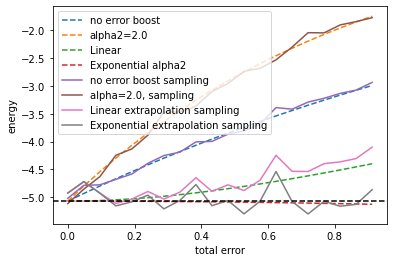 no error boost
alpha2=2.0
Linear
Exponential alpha2
no error boost sampling
alpha=2.0, sampling
Linear extrapolation sampling
Exponential extrapolation sampling
energy
−2.0
−2.5
−3.0
−3.5
−4.0
−4.5
−5.0
0.0 0.2 0.4 0.6 0.8
total error